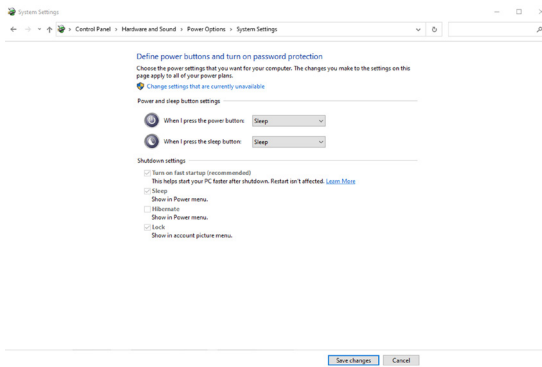 System Settings
Control Panel > Hardware and Sound > Power Options > System Settings
Define power buttons and turn on password protection
Choose the power settings that you want for your computer. The changes you make to the settings on this
page apply to all of your power plans.
Change settings that are currently unavailable
Power and sleep button settings
When I press the power button: Sleep
When I press the sleep button: Sleep
Shutdown settings
Turn on fast startup (recommended)
This helps start your PC faster after shutdown. Restart isn't affected. Learn More
Sleep
Show in Power menu.
Hibernate
Show in Power menu.
Lock
Show in account picture menu.
Save changes Cancel